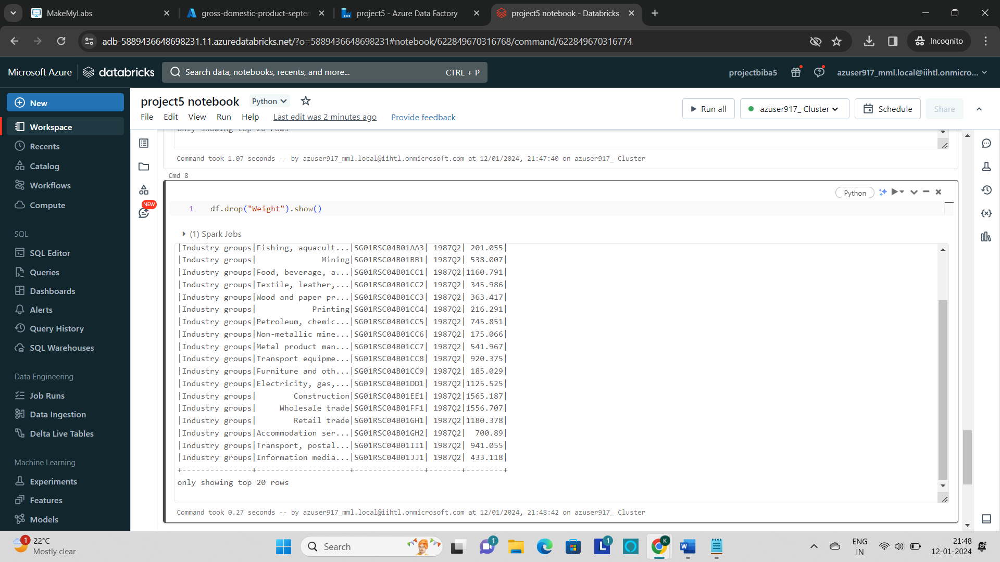 MakeMyLabs
gross-domestic-product-septem
project5 - Azure Data Factory
project5 notebook - Databricks
adb-5889436648698231.11.azuredatabricks.net/?o=5889436648698231#notebook/622849670316768/command/622849670316774
Incognito
Microsoft Azure
databricks
Search data, notebooks, recents, and more...
CTRL + P
projectbiba5
azuser917_mml.local@iihtl.onmicro...
New
Workspace
Recents
Catalog
Workflows
Compute
SQL
SQL Editor
Queries
Dashboards
Alerts
Query History
SQL Warehouses
Data Engineering
Job Runs
Data Ingestion
Delta Live Tables
Machine Learning
Experiments
Features
Models
project5 notebook
Python
File Edit View Run Help Last edit was 2 minutes ago Provide feedback
Run all
azuser917_ Cluster
Schedule
Share
NEW
only showing top 20 rows
Command took 1.07 seconds -- by azuser917_mml.local@iihtl.onmicrosoft.com at 12/01/2024, 21:47:40 on azuser917_ Cluster
Cmd 8
Python
1 df.drop("Weight").show()
(1) Spark Jobs
|Industry groups|Fishing, aquacult...|SG01RSC04B01AA3| 1987Q2| 201.055|
|Industry groups|              Mining|SG01RSC04B01BB1| 1987Q2| 538.007|
|Industry groups|Food, beverage, a...|SG01RSC04B01CC1| 1987Q2|1160.791|
|Industry groups|Textile, leather,...|SG01RSC04B01CC2| 1987Q2| 345.986|
|Industry groups|Wood and paper pr...|SG01RSC04B01CC3| 1987Q2| 363.417|
|Industry groups|            Printing|SG01RSC04B01CC4| 1987Q2| 216.291|
|Industry groups|Petroleum, chemic...|SG01RSC04B01CC5| 1987Q2| 745.851|
|Industry groups|Non-metallic mine...|SG01RSC04B01CC6| 1987Q2| 175.066|
|Industry groups|Metal product man...|SG01RSC04B01CC7| 1987Q2| 541.967|
|Industry groups|Transport equipme...|SG01RSC04B01CC8| 1987Q2| 920.375|
|Industry groups|Furniture and oth...|SG01RSC04B01CC9| 1987Q2| 185.029|
|Industry groups|Electricity, gas,...|SG01RSC04B01DD1| 1987Q2|1125.525|
|Industry groups|        Construction|SG01RSC04B01EE1| 1987Q2|1565.187|
|Industry groups|     Wholesale trade|SG01RSC04B01FF1| 1987Q2|1556.707|
|Industry groups|        Retail trade|SG01RSC04B01GH1| 1987Q2|1180.378|
|Industry groups|Accommodation ser...|SG01RSC04B01GH2| 1987Q2|  700.89|
|Industry groups|Transport, postal...|SG01RSC04B01II1| 1987Q2| 941.055|
|Industry groups|Information media...|SG01RSC04B01JJ1| 1987Q2| 433.118|
+---------------+--------------------+---------------+-------+--------+
only showing top 20 rows
Command took 0.27 seconds -- by azuser917_mml.local@iihtl.onmicrosoft.com at 12/01/2024, 21:48:42 on azuser917_ Cluster
1
22°C
Mostly clear
Search
1
1
K
ENG
IN
21:48
12-01-2024